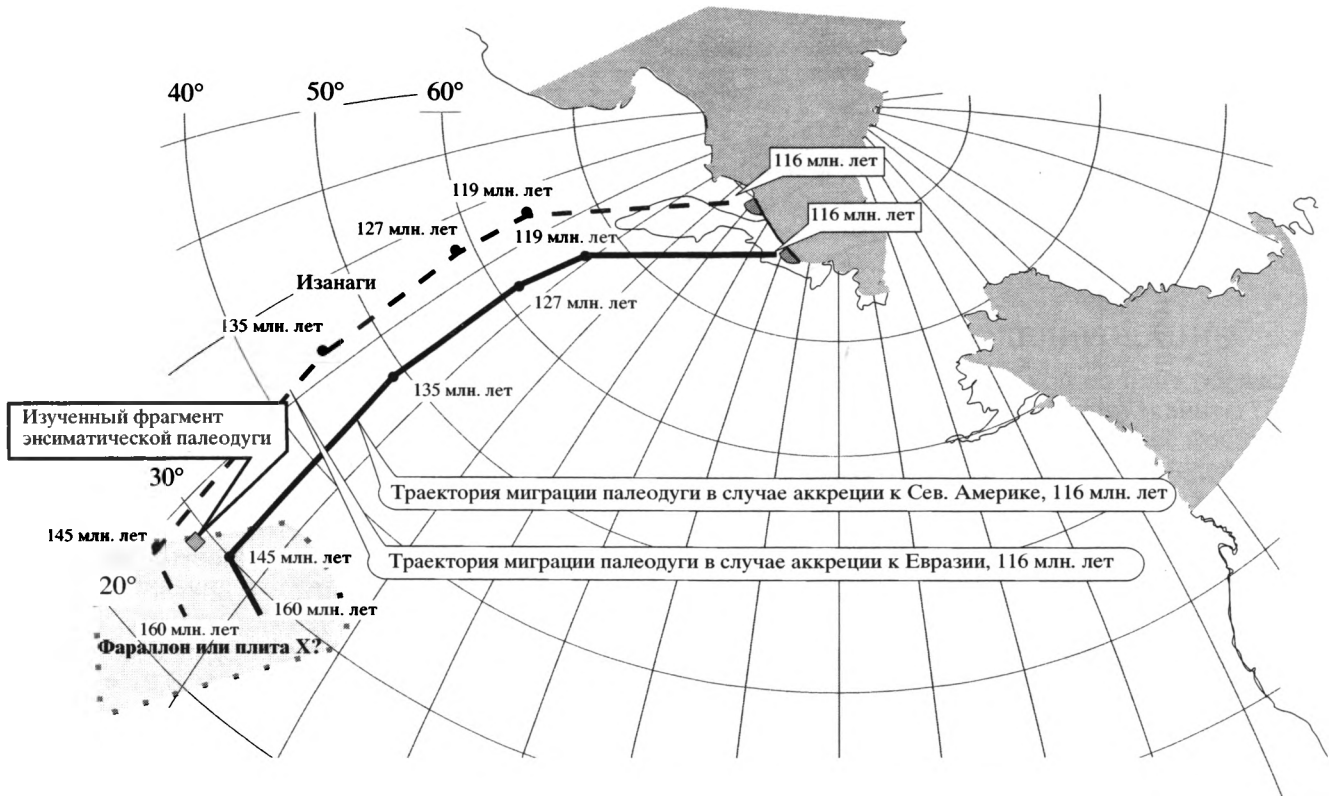 40°
50°
60°
116 млн. лет
119 млн. лет
116 млн. лет
127 млн. лет
119 млн. лет
Изанаги
127 млн. лет
135 млн. лет
135 млн. лет
Изученный фрагмент
энсиматической палеодуги
30°
Траектория миграции палеодуги в случае аккреции к Сев. Америке, 116 млн. лет
145 млн. лет
145 млн. лет
Траектория миграции палеодуги в случае аккреции к Евразии, 116 млн. лет
20°
160 млн. лет
160 млн. лет
Фараллон или плита X?